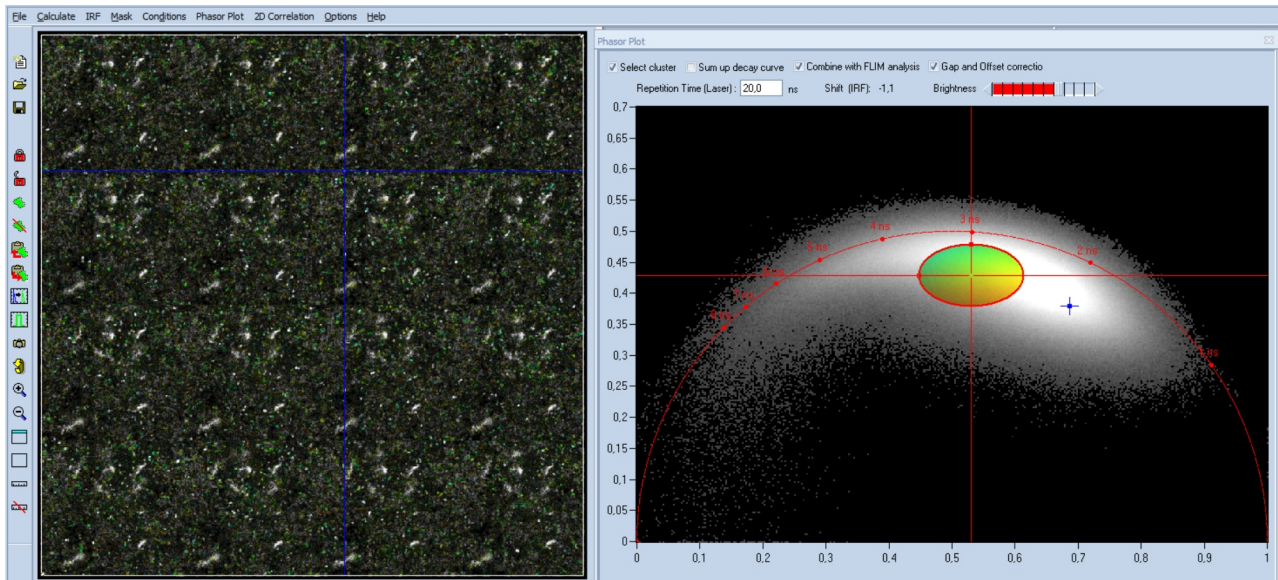 File Calculate IRF Mask Conditions Phasor Plot 2D Correlation Options Help
Phasor Plot
Select cluster Sum up decay curve Combine with FLIM analysis Gap and Offset correctio
Repetition Time (Laser) : 20,0 ns Shift (IRF): -1,1 Brightness
0,7
0,65
0,6
0,55
0,5
0,45
0,4
0,35
0,3
0,25
0,2
0,15
0,1
0,05
0
3 ns
4 ns
2 ns
5 ns
0 0,1 0,2 0,3 0,4 0,5 0,6 0,7 0,8 0,9 1